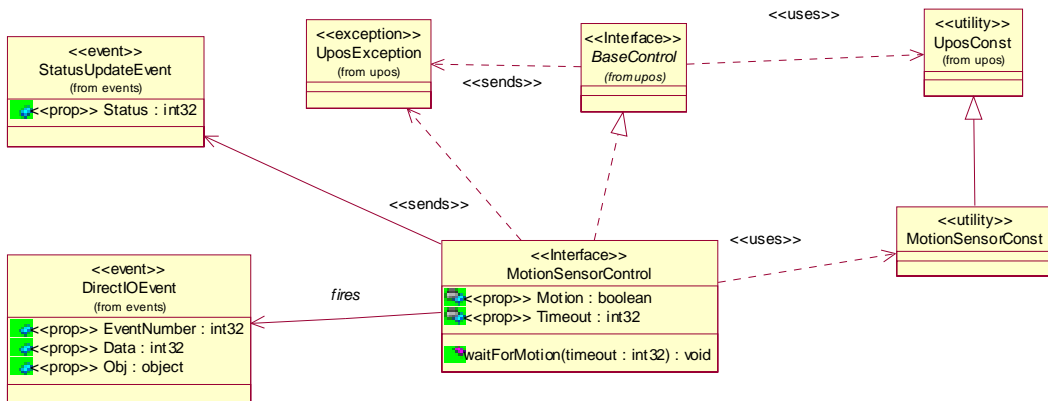 <<uses>>
<<event>>
StatusUpdateEvent
(from events)
<<prop>> Status : int32
<<exception>>
UposException
(from upos)
<<sends>>
<<Interface>>
BaseControl
(from upos)
<<utility>>
UposConst
(from upos)
<<sends>>
<<uses>>
<<utility>>
MotionSensorConst
<<event>>
DirectIOEvent
(from events)
<<prop>> EventNumber : int32
<<prop>> Data : int32
<<prop>> Obj : object
fires
<<Interface>>
MotionSensorControl
<<prop>> Motion : boolean
<<prop>> Timeout : int32
waitForMotion(timeout : int32) : void